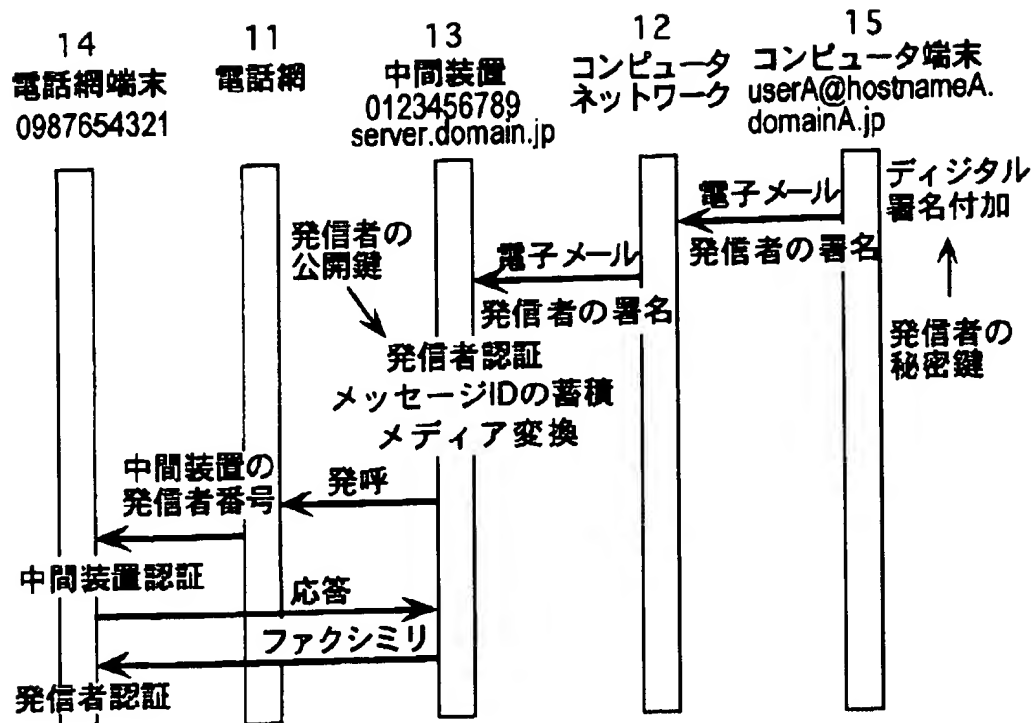 14
電話網端末
0987654321
11
電話網
13
中間装置
0123456789
server.domain.jp
12
コンピュータ
ネットワーク
15
コンピュータ端末
userA@hostnameA.
domainA.jp
ディジタル
署名付加
発信者の
秘密鍵
電子メール
発信者の署名
電子メール
発信者の署名
発信者の
公開鍵
発信者認証
メッセージIDの蓄積
メディア変換
発呼
中間装置の
発信者番号
中間装置認証
応答
ファクシミリ
発信者認証